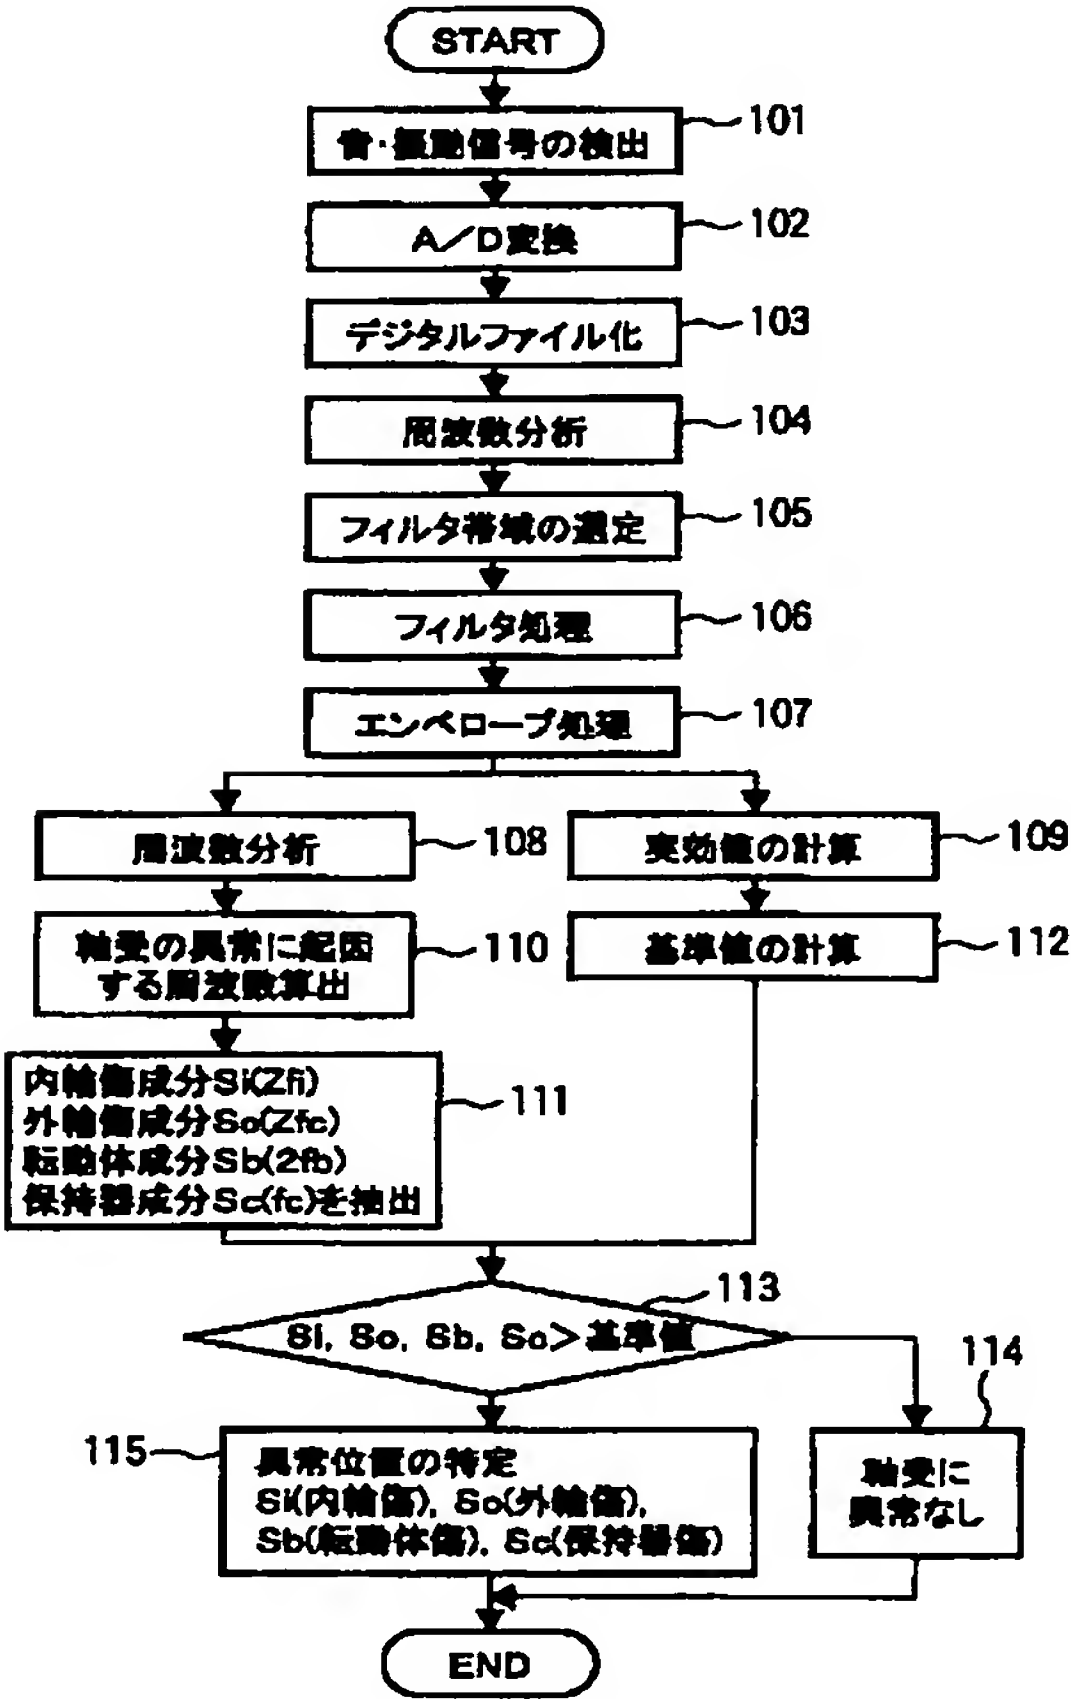 START
音・振動信号の検出
101
A/D変換
102
デジタルファイル化
103
周波数分析
104
フィルタ帯域の選定
105
フィルタ処理
106
エンベロープ処理
107
周波数分析
108
実効値の計算
109
軸受の異常に起因
する周波数算出
110
基準値の計算
112
内輪傷成分Si(Zfi)
外輪傷成分So(Zfc)
転動体成分Sb(2fb)
保持器成分Sc(fc)を抽出
111
113
Si, So, Sb, Sc>基準値
114
115
異常位置の特定
Si(内輪傷), So(外輪傷),
Sb(転動体傷), Sc(保持器傷)
軸受に
異常なし
END